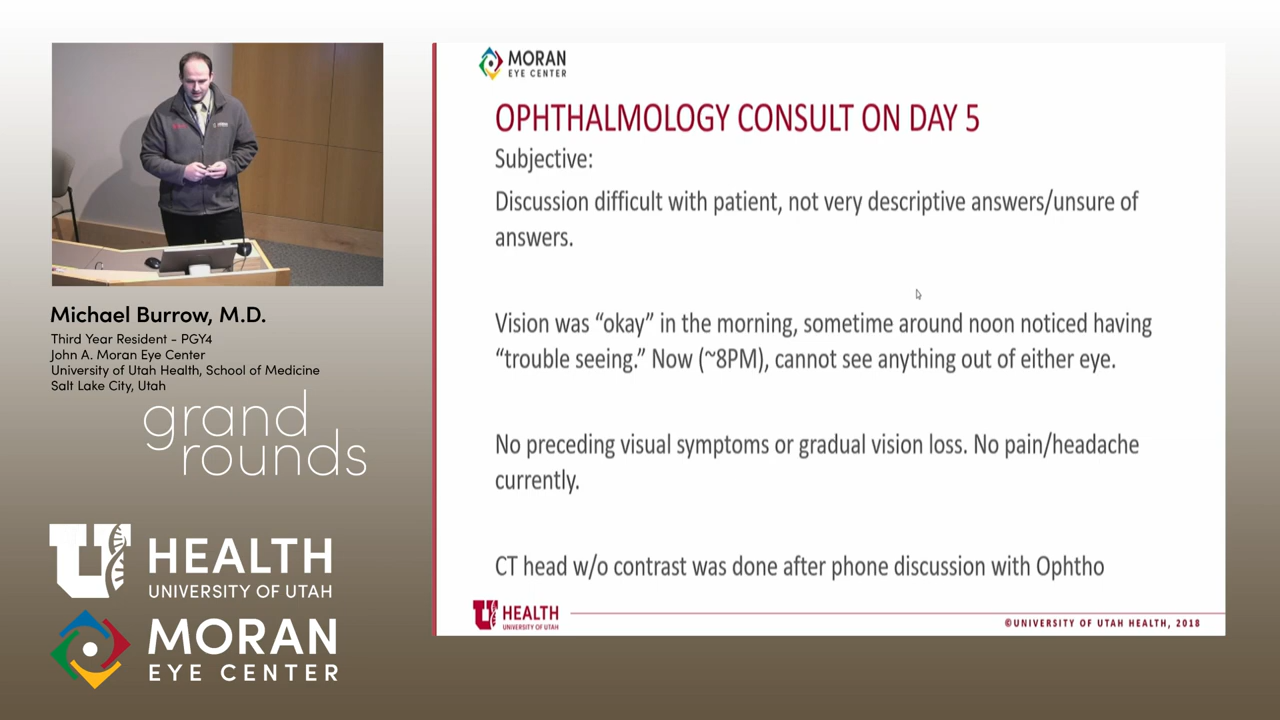 MORAN
EYE CENTER
OPHTHALMOLOGY CONSULT ON DAY 5
Subjective:
Discussion difficult with patient, not very descriptive answers/unsure of
answers.
Vision was “okay” in the morning, sometime around noon noticed having
“trouble seeing.” Now (~8PM), cannot see anything out of either eye.
No preceding visual symptoms or gradual vision loss. No pain/headache
currently.
CT head w/o contrast was done after phone discussion with Ophtho
U HEALTH
UNIVERSITY OF UTAH
©UNIVERSITY OF UTAH HEALTH, 2018
Michael Burrow, M.D.
Third Year Resident - PGY4
John A. Moran Eye Center
University of Utah Health, School of Medicine
Salt Lake City, Utah
grand
rounds
U HEALTH
UNIVERSITY OF UTAH
MORAN
EYE CENTER